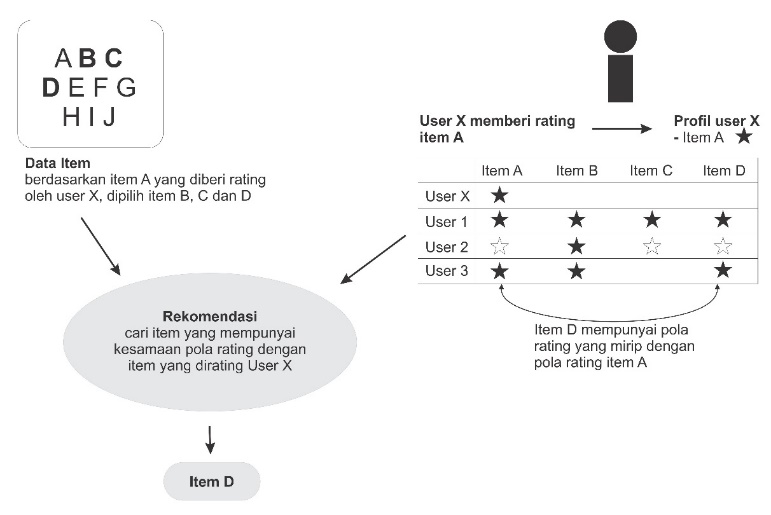 A B C
D E F G
H I J
Data Item
berdasarkan item A yang diberi rating
oleh user X, dipilih item B, C dan D
User X memberi rating
item A
Profil user X
- Item A ★
Item A Item B Item C Item D
User X ★
User 1 ★ ★ ★ ★
User 2 ☆ ★ ☆ ☆
User 3 ★ ★ ★
Item D mempunyai pola
rating yang mirip dengan
pola rating item A
Rekomendasi
cari item yang mempunyai
kesamaan pola rating dengan
item yang dirating User X
Item D